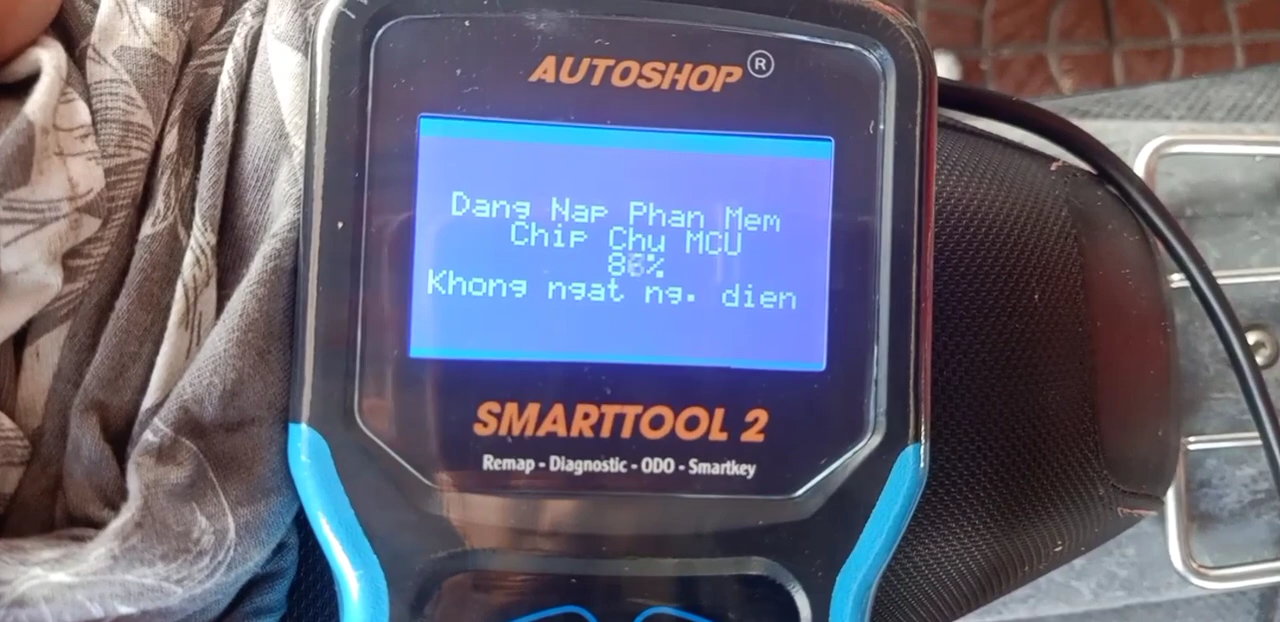 AUTOSHOP ®
Dang Nap Phan Mem
Chip Chu MCU
86%
Khong ngat ng. dien
SMARTTOOL 2
Remap - Diagnostic - ODO - Smartkey